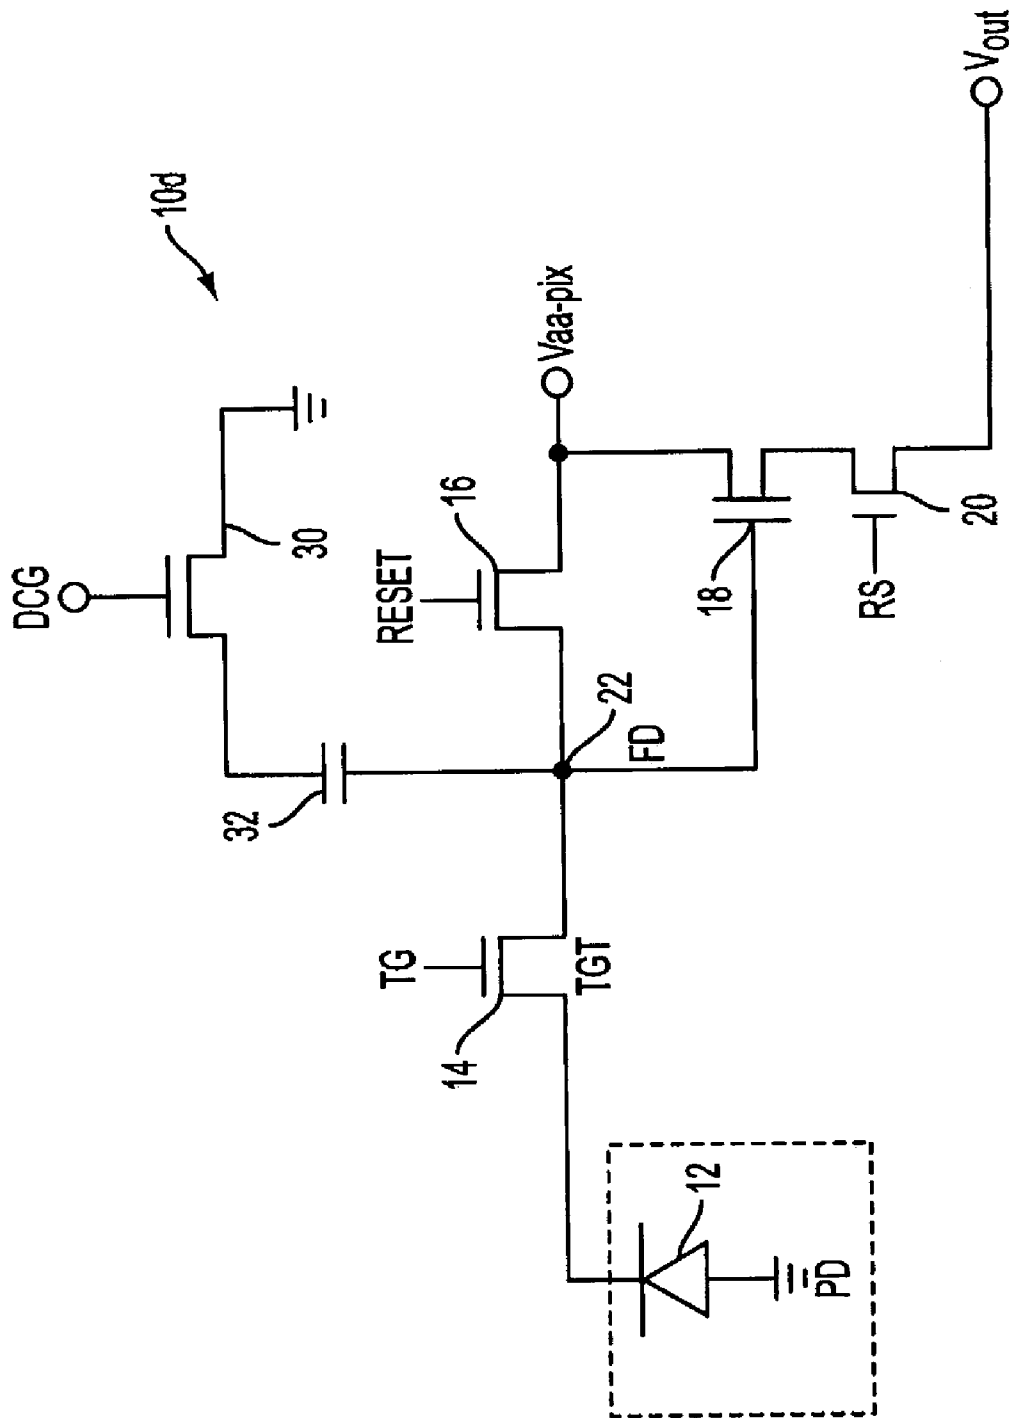 10d
DCG
30
32
RESET
16
Vaa-pix
TG
14
TGT
22
FD
18
RS
20
Vout
12
PD